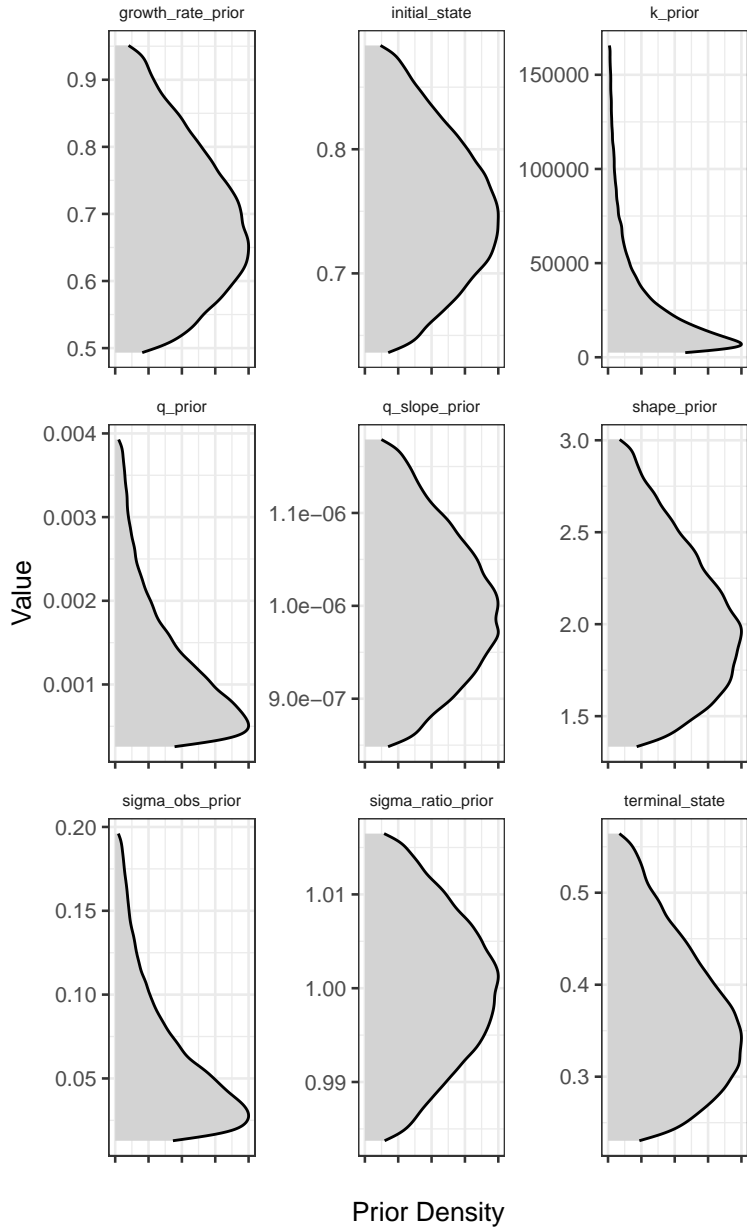 growth_rate_prior
initial_state
k_prior
0.9
0.8
0.7
0.6
0.5
0.8
0.7
150000
100000
50000
0
q_prior
q_slope_prior
shape_prior
0.004
0.003
0.002
0.001
1.1e−06
1.0e−06
9.0e−07
3.0
2.5
2.0
1.5
Value
sigma_obs_prior
sigma_ratio_prior
terminal_state
0.20
0.15
0.10
0.05
1.01
1.00
0.99
0.5
0.4
0.3
Prior Density